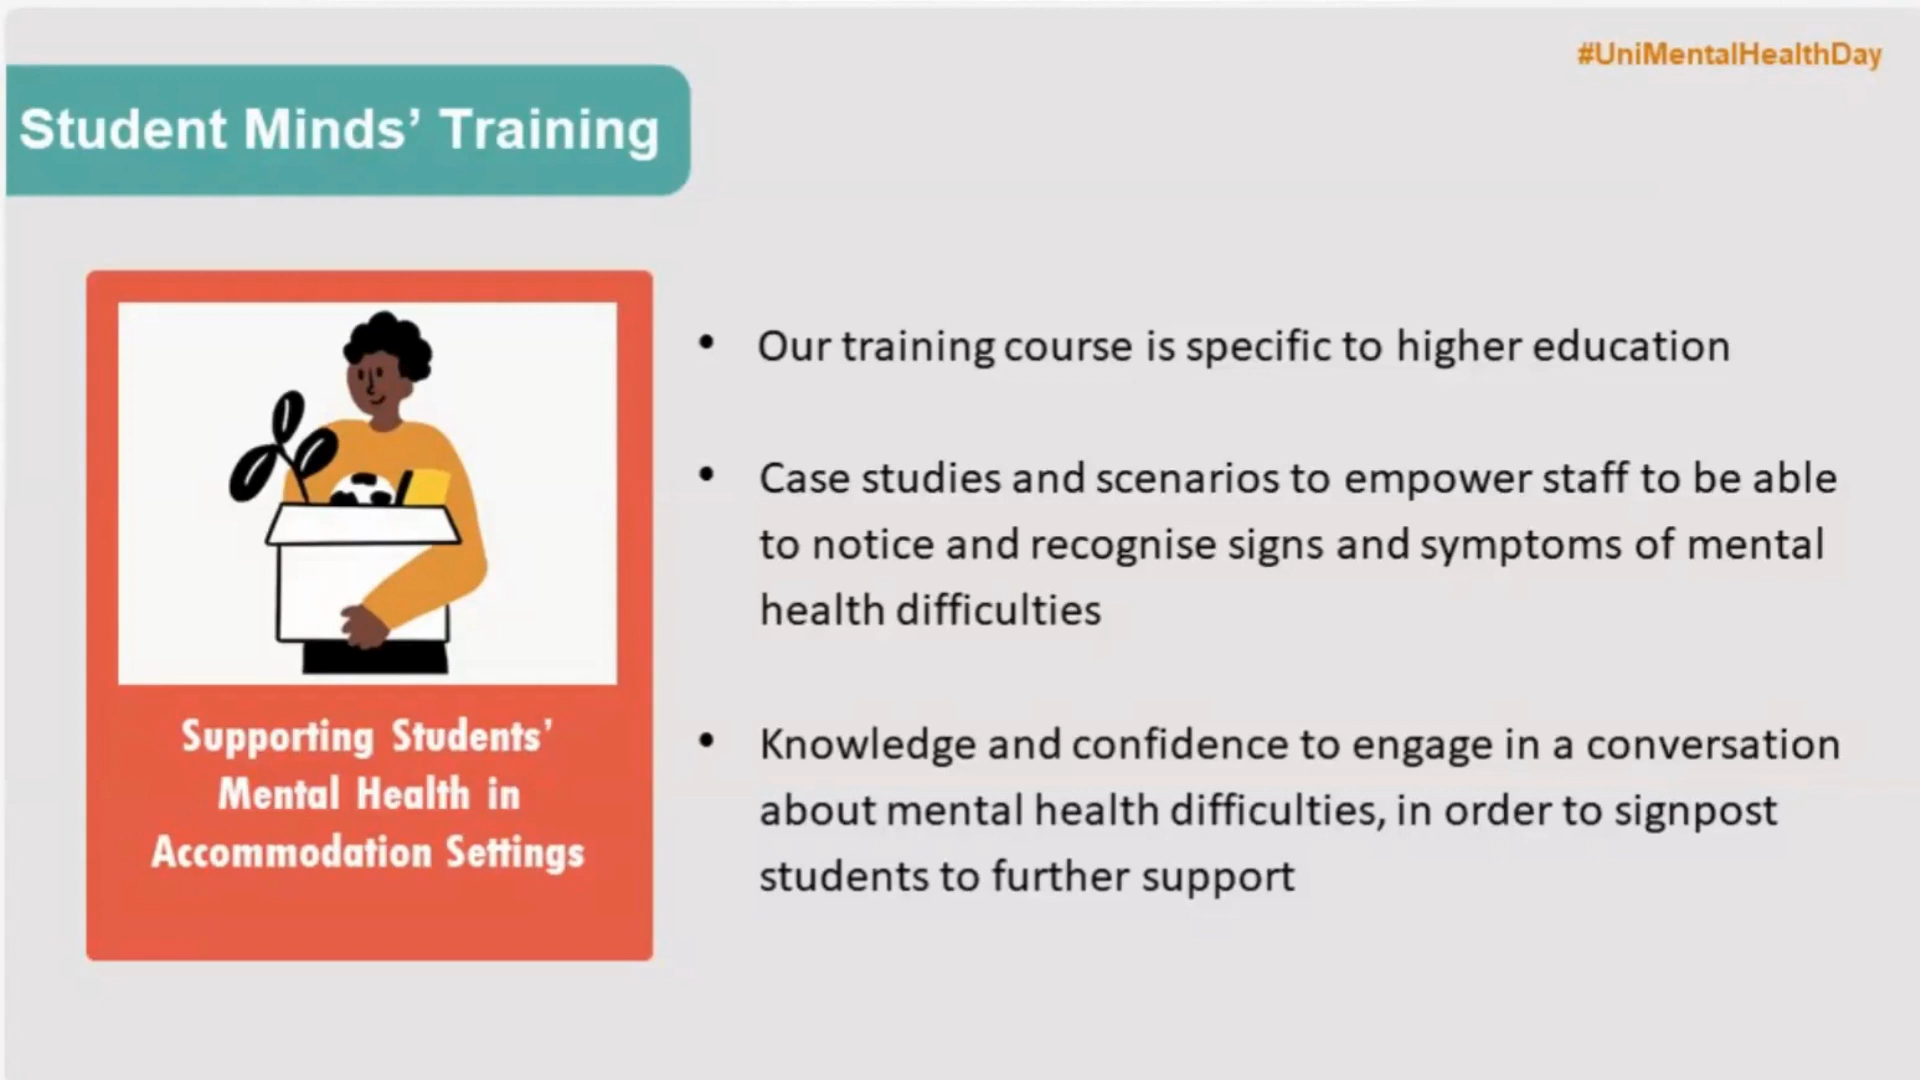 #UniMentalHealthDay
Student Minds’ Training
Supporting Students’
Mental Health in
Accommodation Settings
• Our training course is specific to higher education
• Case studies and scenarios to empower staff to be able
to notice and recognise signs and symptoms of mental
health difficulties
• Knowledge and confidence to engage in a conversation
about mental health difficulties, in order to signpost
students to further support